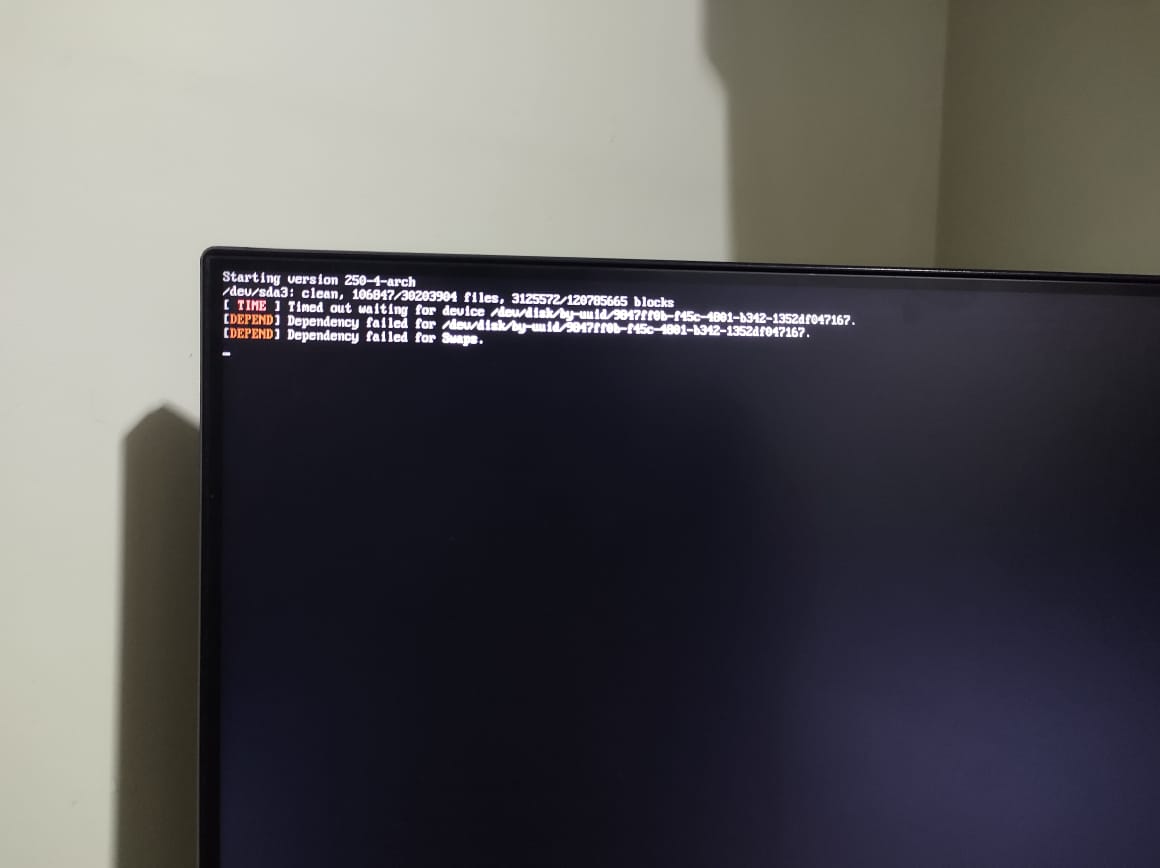 Starting version 250-4-arch
/dev/sda3: clean, 106847/30203904 files, 3125572/120785665 blocks
[ TIME ] Timed out waiting for device /dev/disk/by-uuid/9847ff0b-f45c-4801-b342-1352df047167.
[DEPEND] Dependency failed for /dev/disk/by-uuid/9847ff0b-f45c-4801-b342-1352df047167.
[DEPEND] Dependency failed for Swaps.